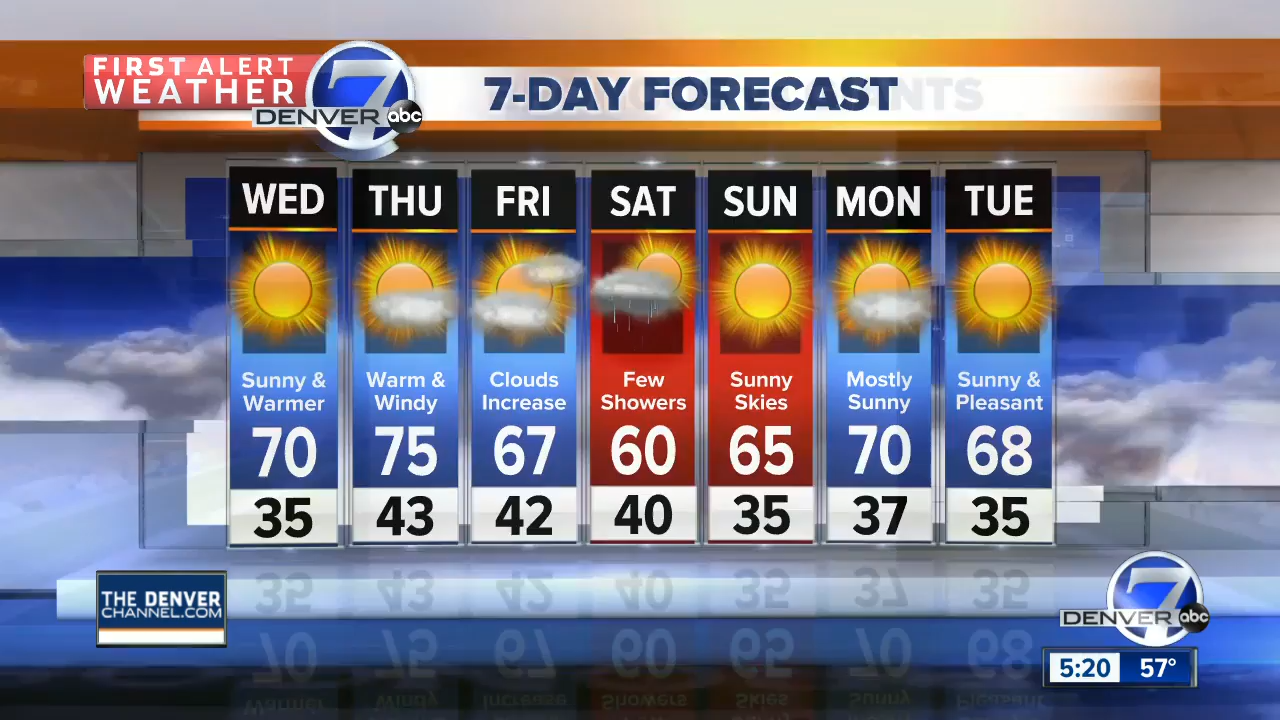 FIRST ALERT
WEATHER
7
DENVER
abc
7-DAY FORECAST
NTS
WED THU FRI SAT SUN MON TUE
Sunny & Warm & Clouds Few Sunny Mostly Sunny &
Warmer Windy Increase Showers Skies Sunny Pleasant
70 75 67 60 65 70 68
35 43 42 40 35 37 35
THE DENVER
CHANNEL.COM
7
DENVER
abc
5:20 57°